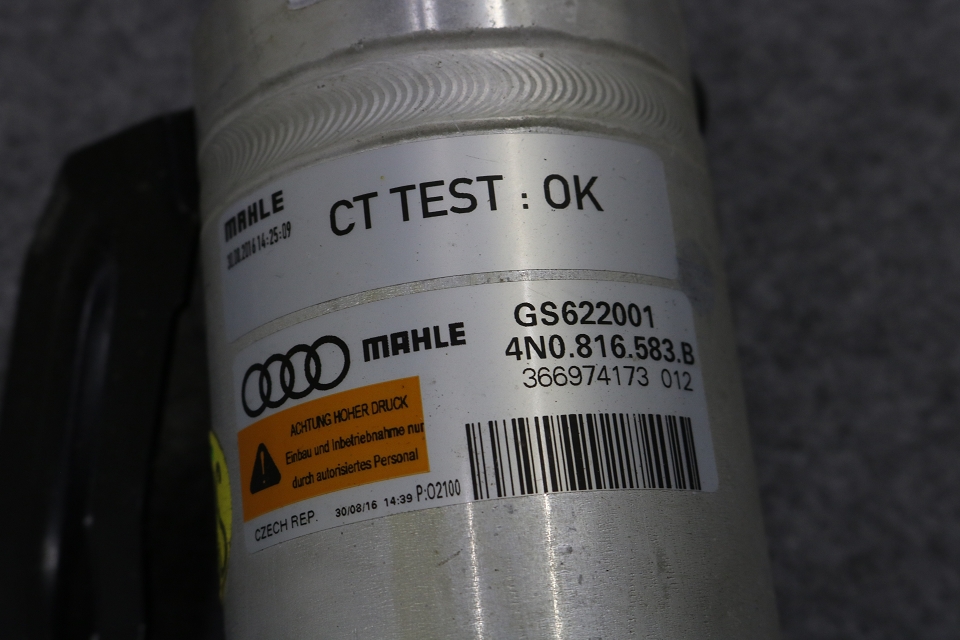 MAHLE
30.08.2016 14:25:09
CT TEST : OK
MAHLE
GS622001
4N0.816.583.B
366974173 012
ACHTUNG HOHER DRUCK
Einbau und Inbetriebnahme nur
durch autorisiertes Personal
CZECH REP. 30/08/16 14:39 P:02100